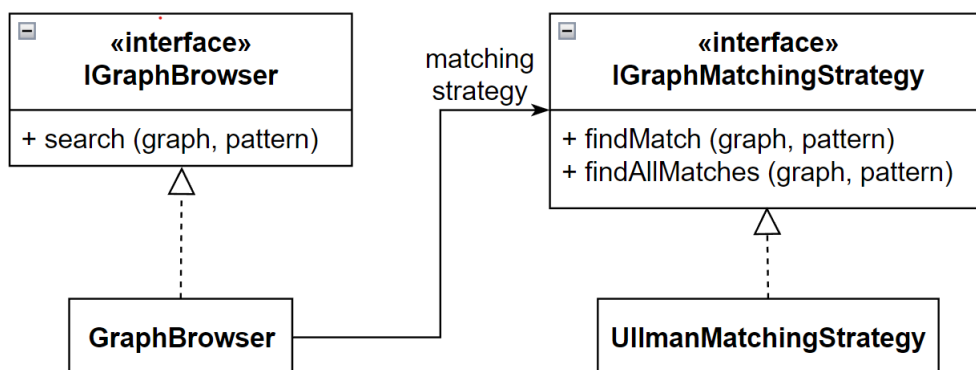 «interface»
IGraphBrowser
+ search (graph, pattern)
matching
strategy
«interface»
IGraphMatchingStrategy
+ findMatch (graph, pattern)
+ findAllMatches (graph, pattern)
GraphBrowser
UllmanMatchingStrategy